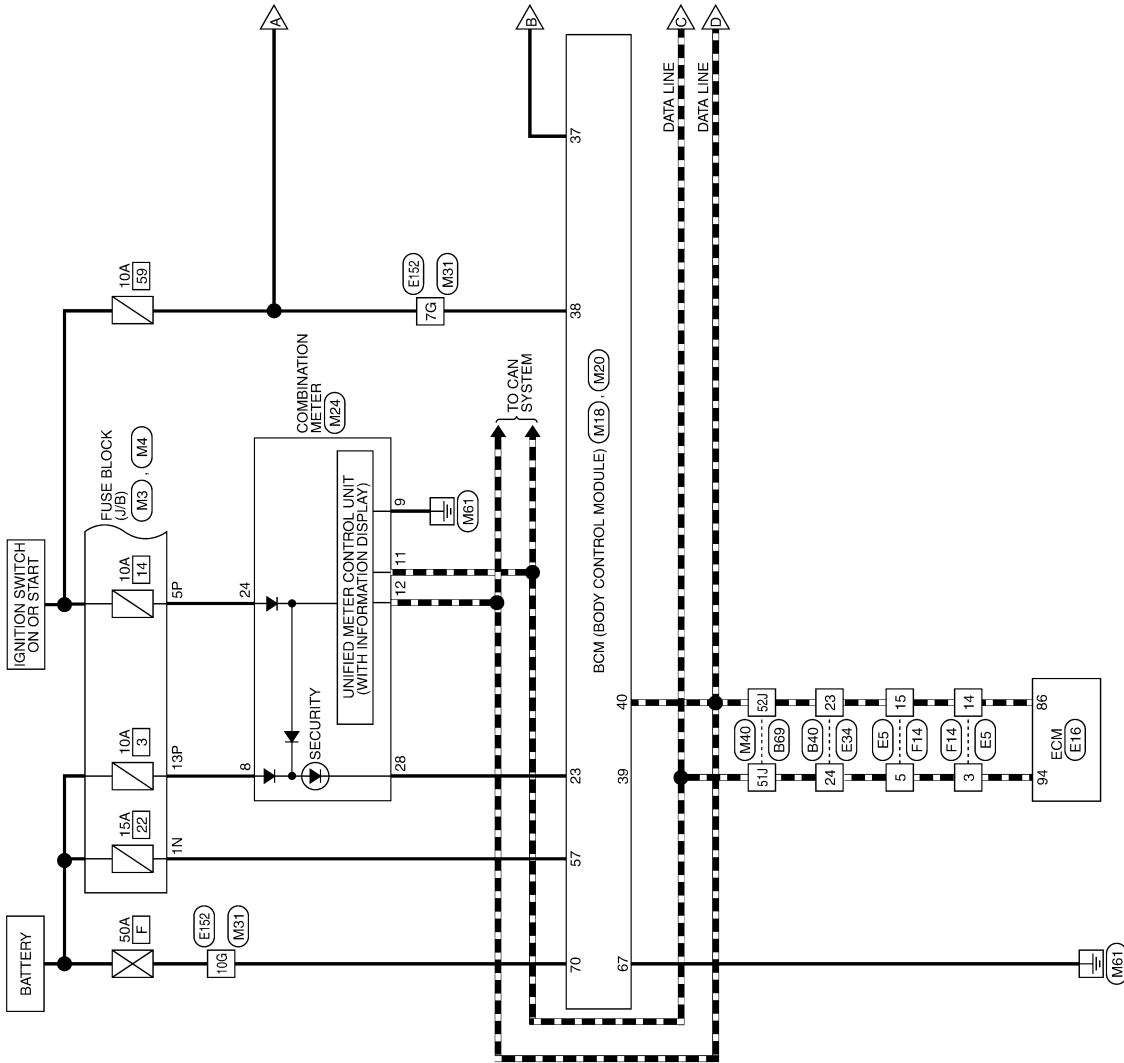 A
B
C
D
DATA LINE
DATA LINE
IGNITION SWITCH
ON OR START
BATTERY
50A
F
E152
M31
10G
15A
22
1N
10A
3
13P
10A
14
5P
FUSE BLOCK
(J/B)
M3 , M4
10A
59
E152
M31
7G
COMBINATION
METER
M24
24
8
SECURITY
UNIFIED METER CONTROL UNIT
(WITH INFORMATION DISPLAY)
28
12
11
9
M61
TO CAN
SYSTEM
70
57
23
38
37
BCM (BODY CONTROL MODULE) M18 , M20
67
39
40
51J
M40
B69
52J
24
B40
E34
23
5
E5
F14
15
3
F14
E5
14
94
86
ECM
E16
M61